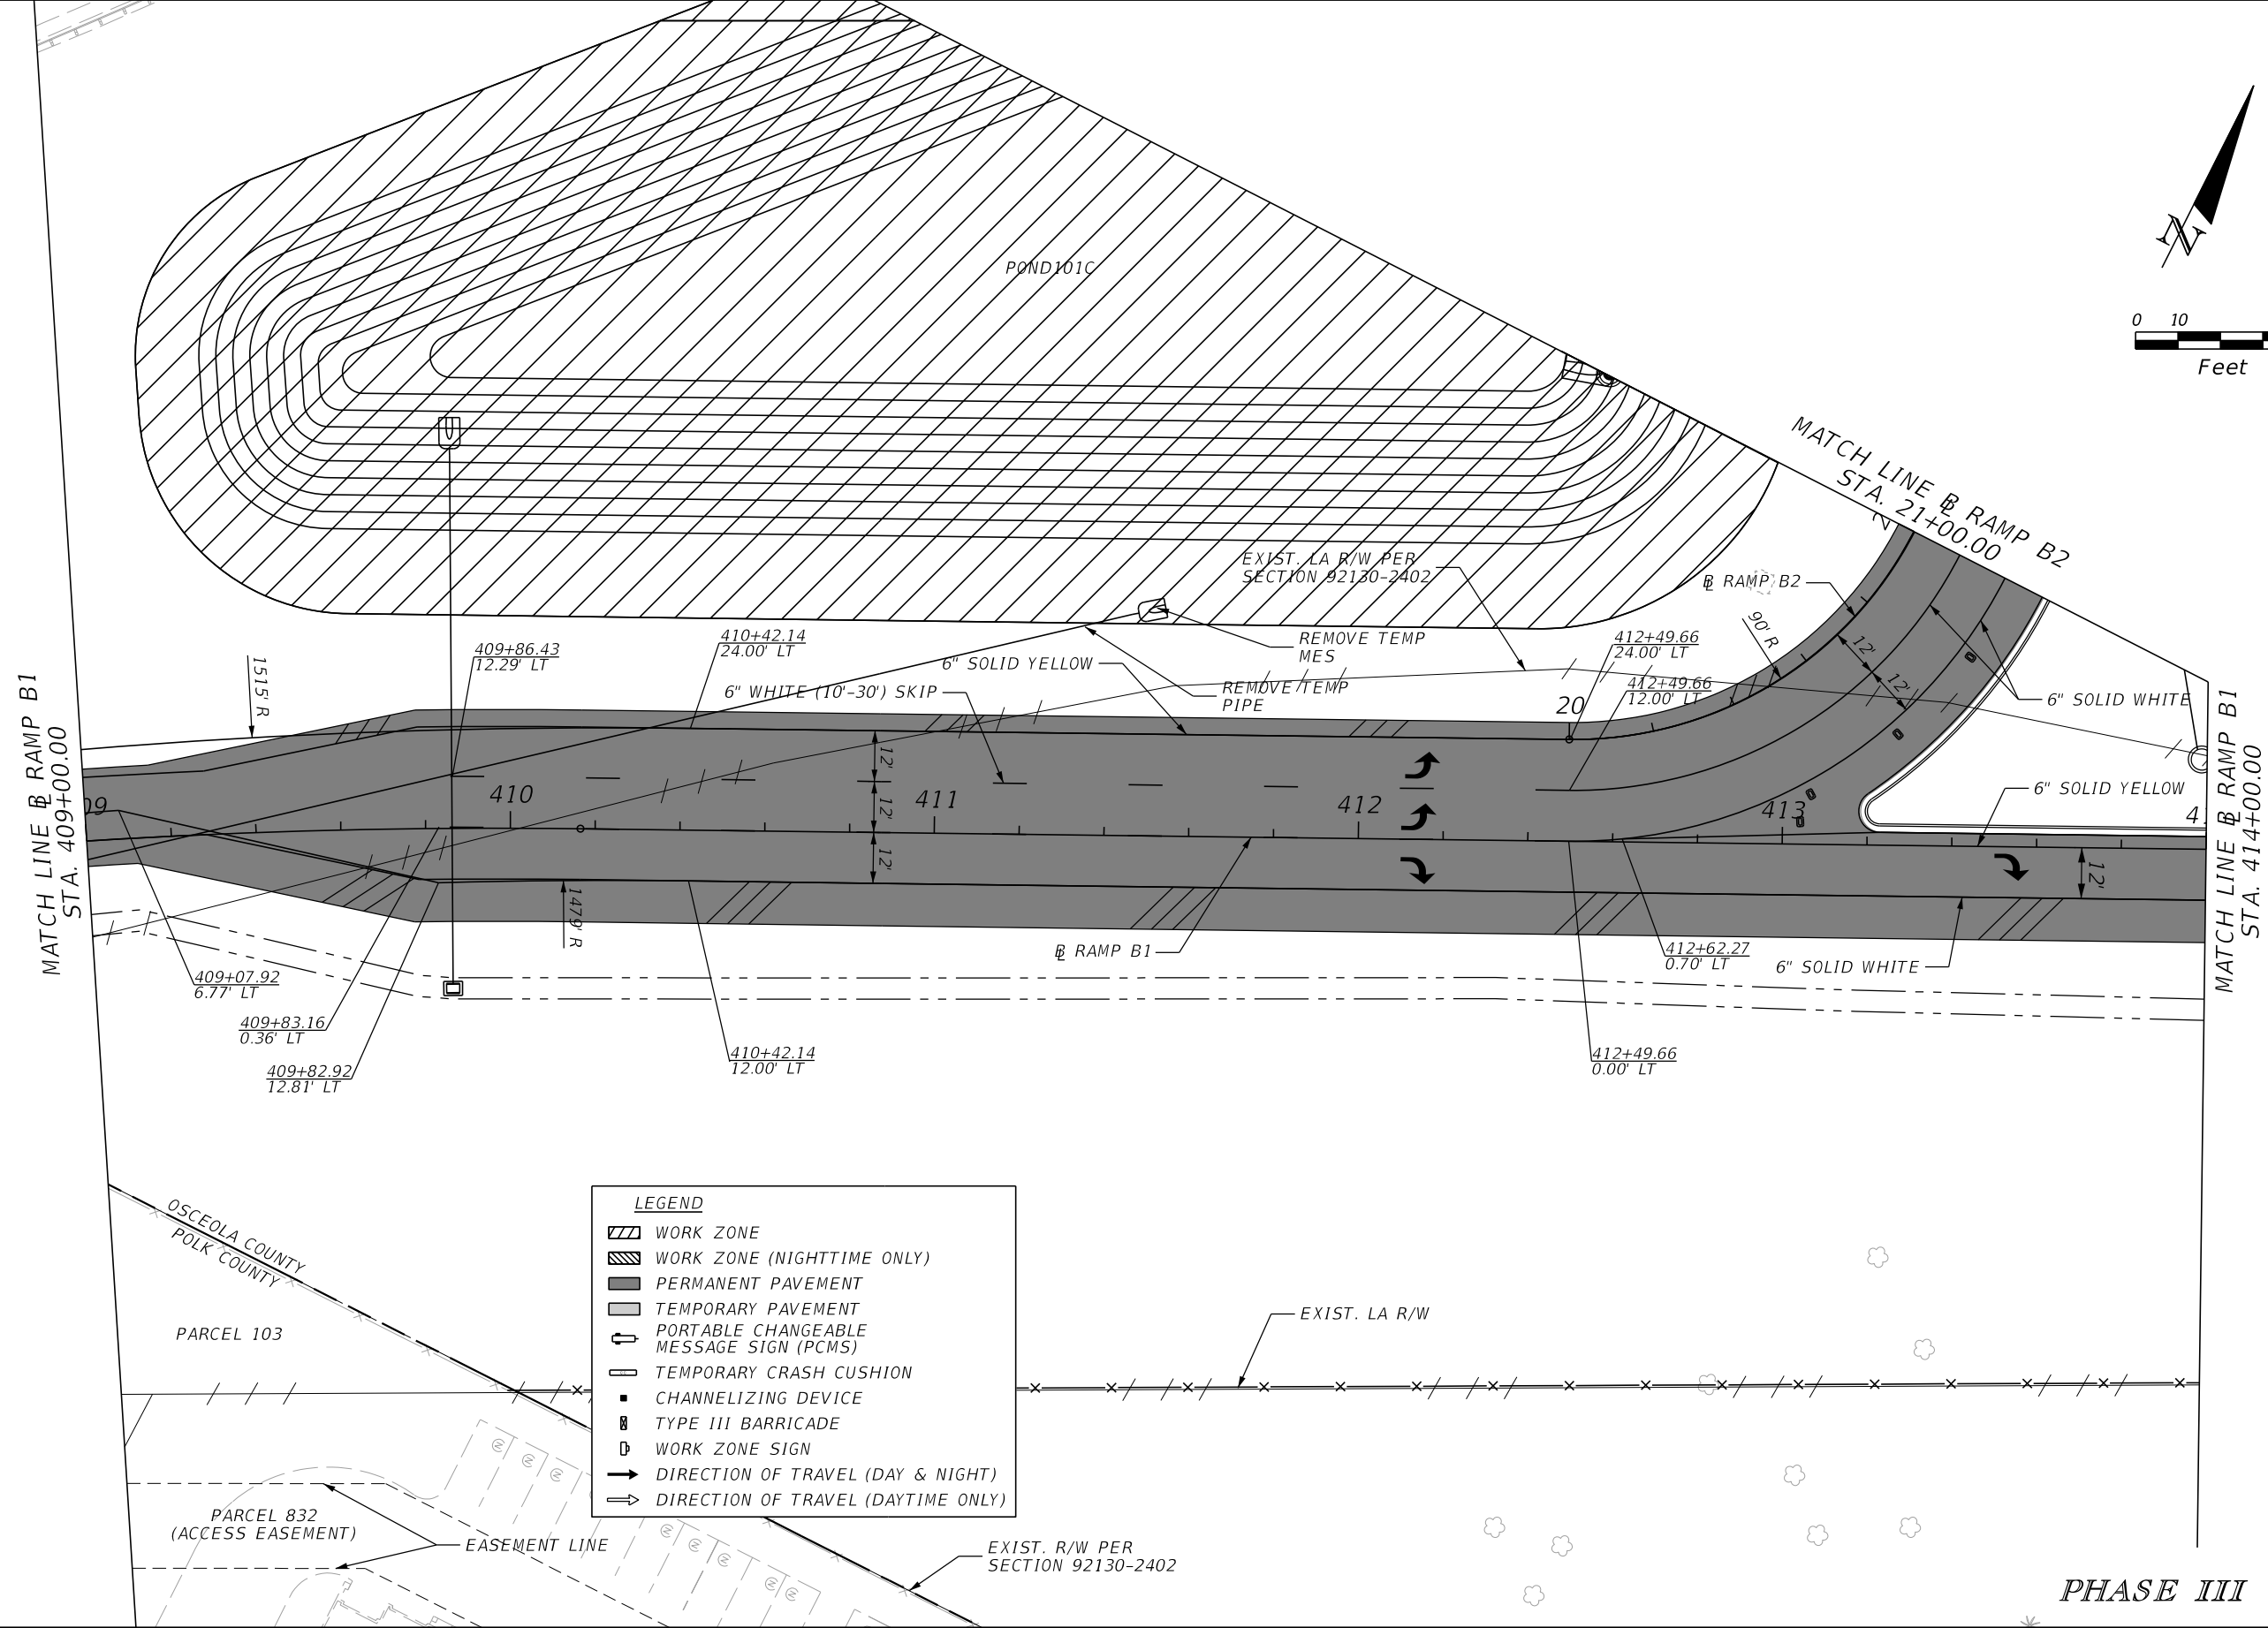 POND101C
N
0 10
Feet
MATCH LINE ℄ RAMP B2
STA. 21+00.00
EXIST. LA R/W PER
SECTION 92130-2402
B RAMP B2
90' R
12'
12'
6" SOLID WHITE
REMOVE TEMP
MES
REMOVE TEMP
PIPE
412+49.66
24.00' LT
412+49.66
12.00' LT
20
409+86.43
12.29' LT
410+42.14
24.00' LT
6" SOLID YELLOW
6" WHITE (10'-30') SKIP
1515' R
MATCH LINE B RAMP B1
STA. 409+00.00
09
410
411
412
413
41
12'
12'
12'
12'
6" SOLID YELLOW
MATCH LINE B RAMP B1
STA. 414+00.00
1479' R
B RAMP B1
412+62.27
0.70' LT
6" SOLID WHITE
409+07.92
6.77' LT
409+83.16
0.36' LT
409+82.92
12.81' LT
410+42.14
12.00' LT
412+49.66
0.00' LT
OSCEOLA COUNTY
POLK COUNTY
PARCEL 103
LEGEND
WORK ZONE
WORK ZONE (NIGHTTIME ONLY)
PERMANENT PAVEMENT
TEMPORARY PAVEMENT
PORTABLE CHANGEABLE
MESSAGE SIGN (PCMS)
TEMPORARY CRASH CUSHION
CHANNELIZING DEVICE
TYPE III BARRICADE
WORK ZONE SIGN
DIRECTION OF TRAVEL (DAY & NIGHT)
DIRECTION OF TRAVEL (DAYTIME ONLY)
EXIST. LA R/W
PARCEL 832
(ACCESS EASEMENT)
EASEMENT LINE
EXIST. R/W PER
SECTION 92130-2402
PHASE III